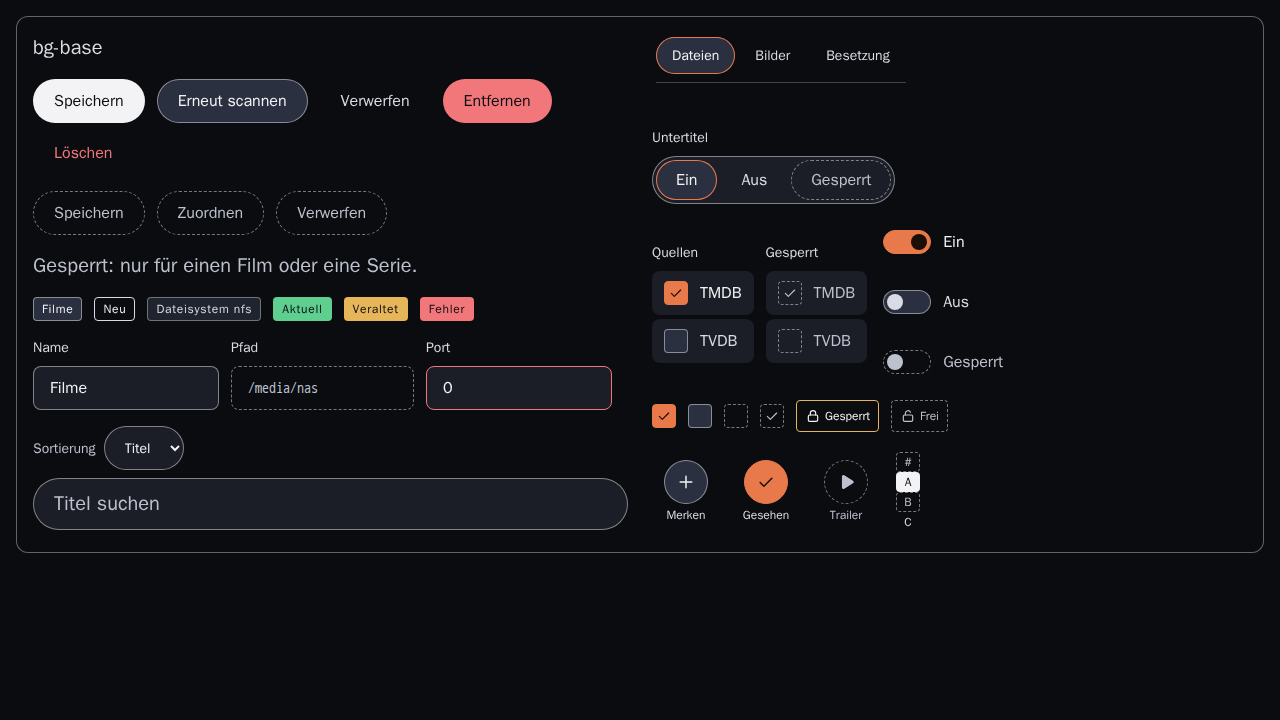 bg-base
Speichern Erneut scannen Verwerfen Entfernen
Löschen
Speichern Zuordnen Verwerfen
Gesperrt: nur für einen Film oder eine Serie.
Filme Neu Dateisystem nfs Aktuell Veraltet Fehler
Name Pfad Port
Filme /media/nas 0
Sortierung Titel
Titel suchen
Dateien Bilder Besetzung
Untertitel
Ein Aus Gesperrt
Quellen Gesperrt
TMDB TMDB
TVDB TVDB
Ein
Aus
Gesperrt
Gesperrt Frei
Merken Gesehen Trailer
#
A
B
C